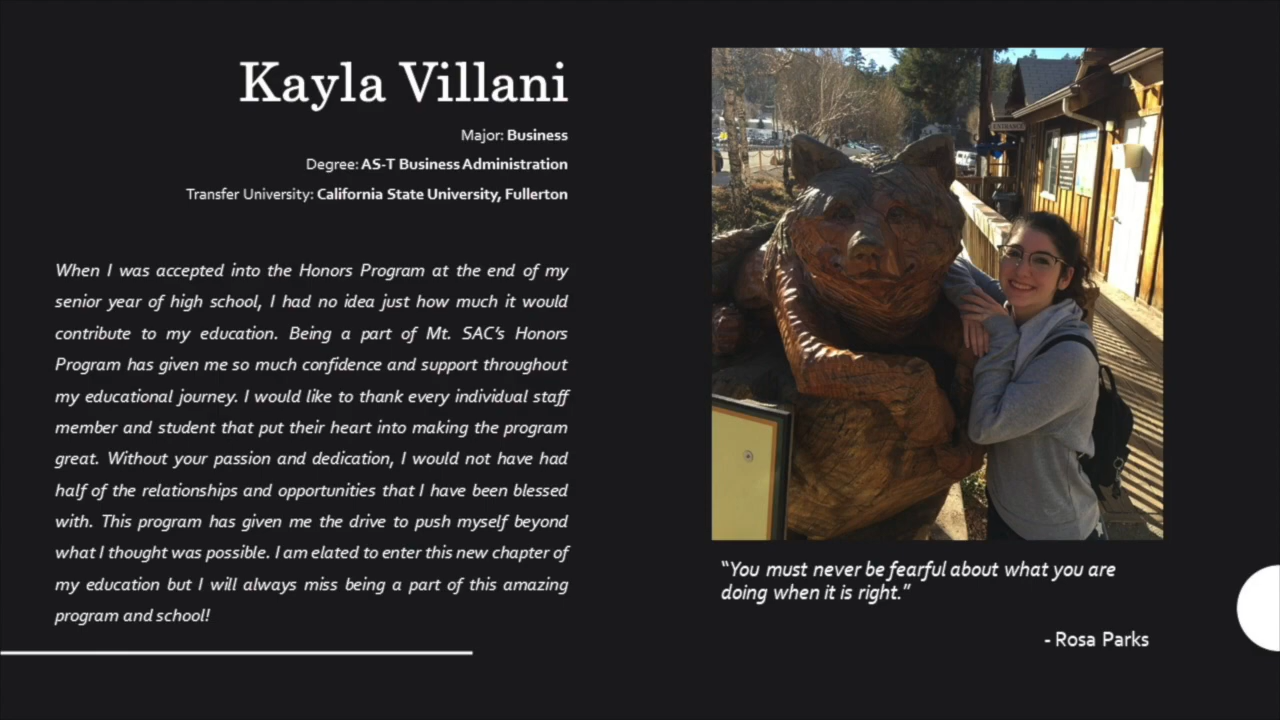 Kayla Villani
Major: Business
Degree: AS-T Business Administration
Transfer University: California State University, Fullerton
When I was accepted into the Honors Program at the end of my
senior year of high school, I had no idea just how much it would
contribute to my education. Being a part of Mt. SAC’s Honors
Program has given me so much confidence and support throughout
my educational journey. I would like to thank every individual staff
member and student that put their heart into making the program
great. Without your passion and dedication, I would not have had
half of the relationships and opportunities that I have been blessed
with. This program has given me the drive to push myself beyond
what I thought was possible. I am elated to enter this new chapter of
my education but I will always miss being a part of this amazing
program and school!
ENTRANCE
“You must never be fearful about what you are
doing when it is right.”
- Rosa Parks